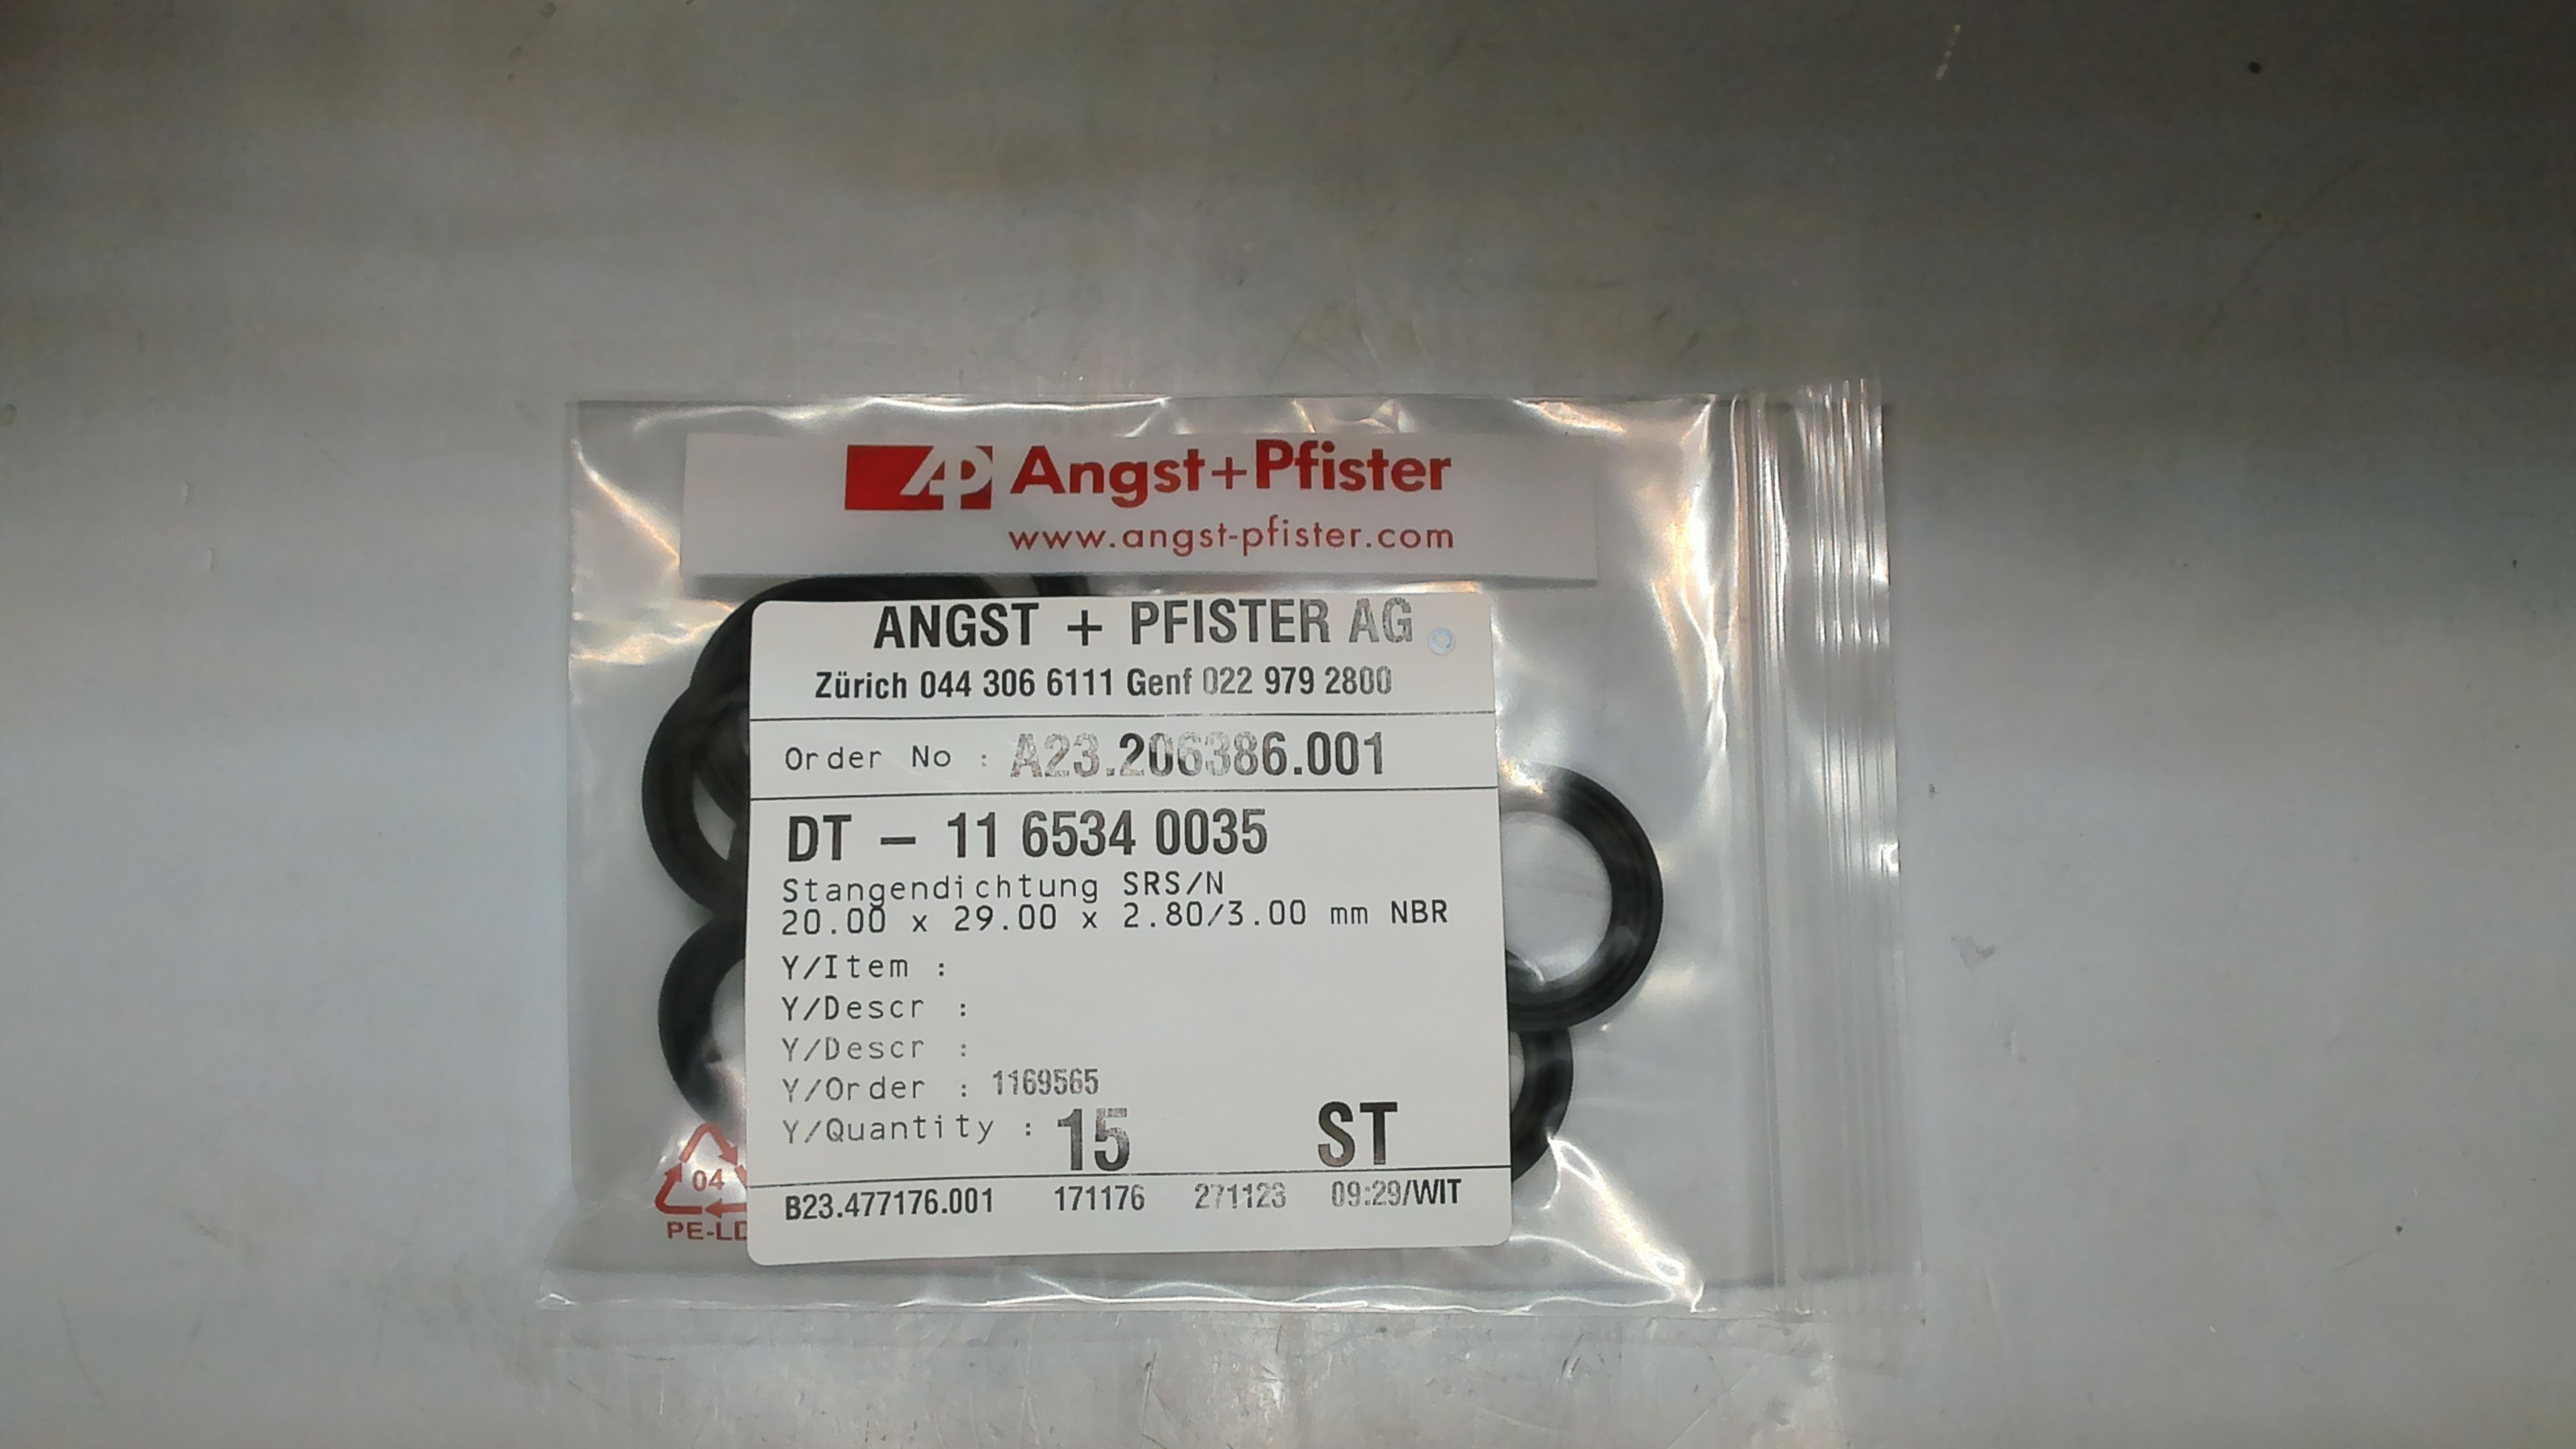 Angst+Pfister
www.angst-pfister.com
ANGST + PFISTER AG
Zürich 044 306 6111 Genf 022 979 2800
Order No : A23.206386.001
DT - 11 6534 0035
Stangendichtung SRS/N
20.00 x 29.00 x 2.80/3.00 mm NBR
Y/Item :
Y/Descr :
Y/Descr :
Y/Order : 1169565
Y/Quantity : 15 ST
B23.477176.001 171176 271123 09:29/WIT
04
PE-LD